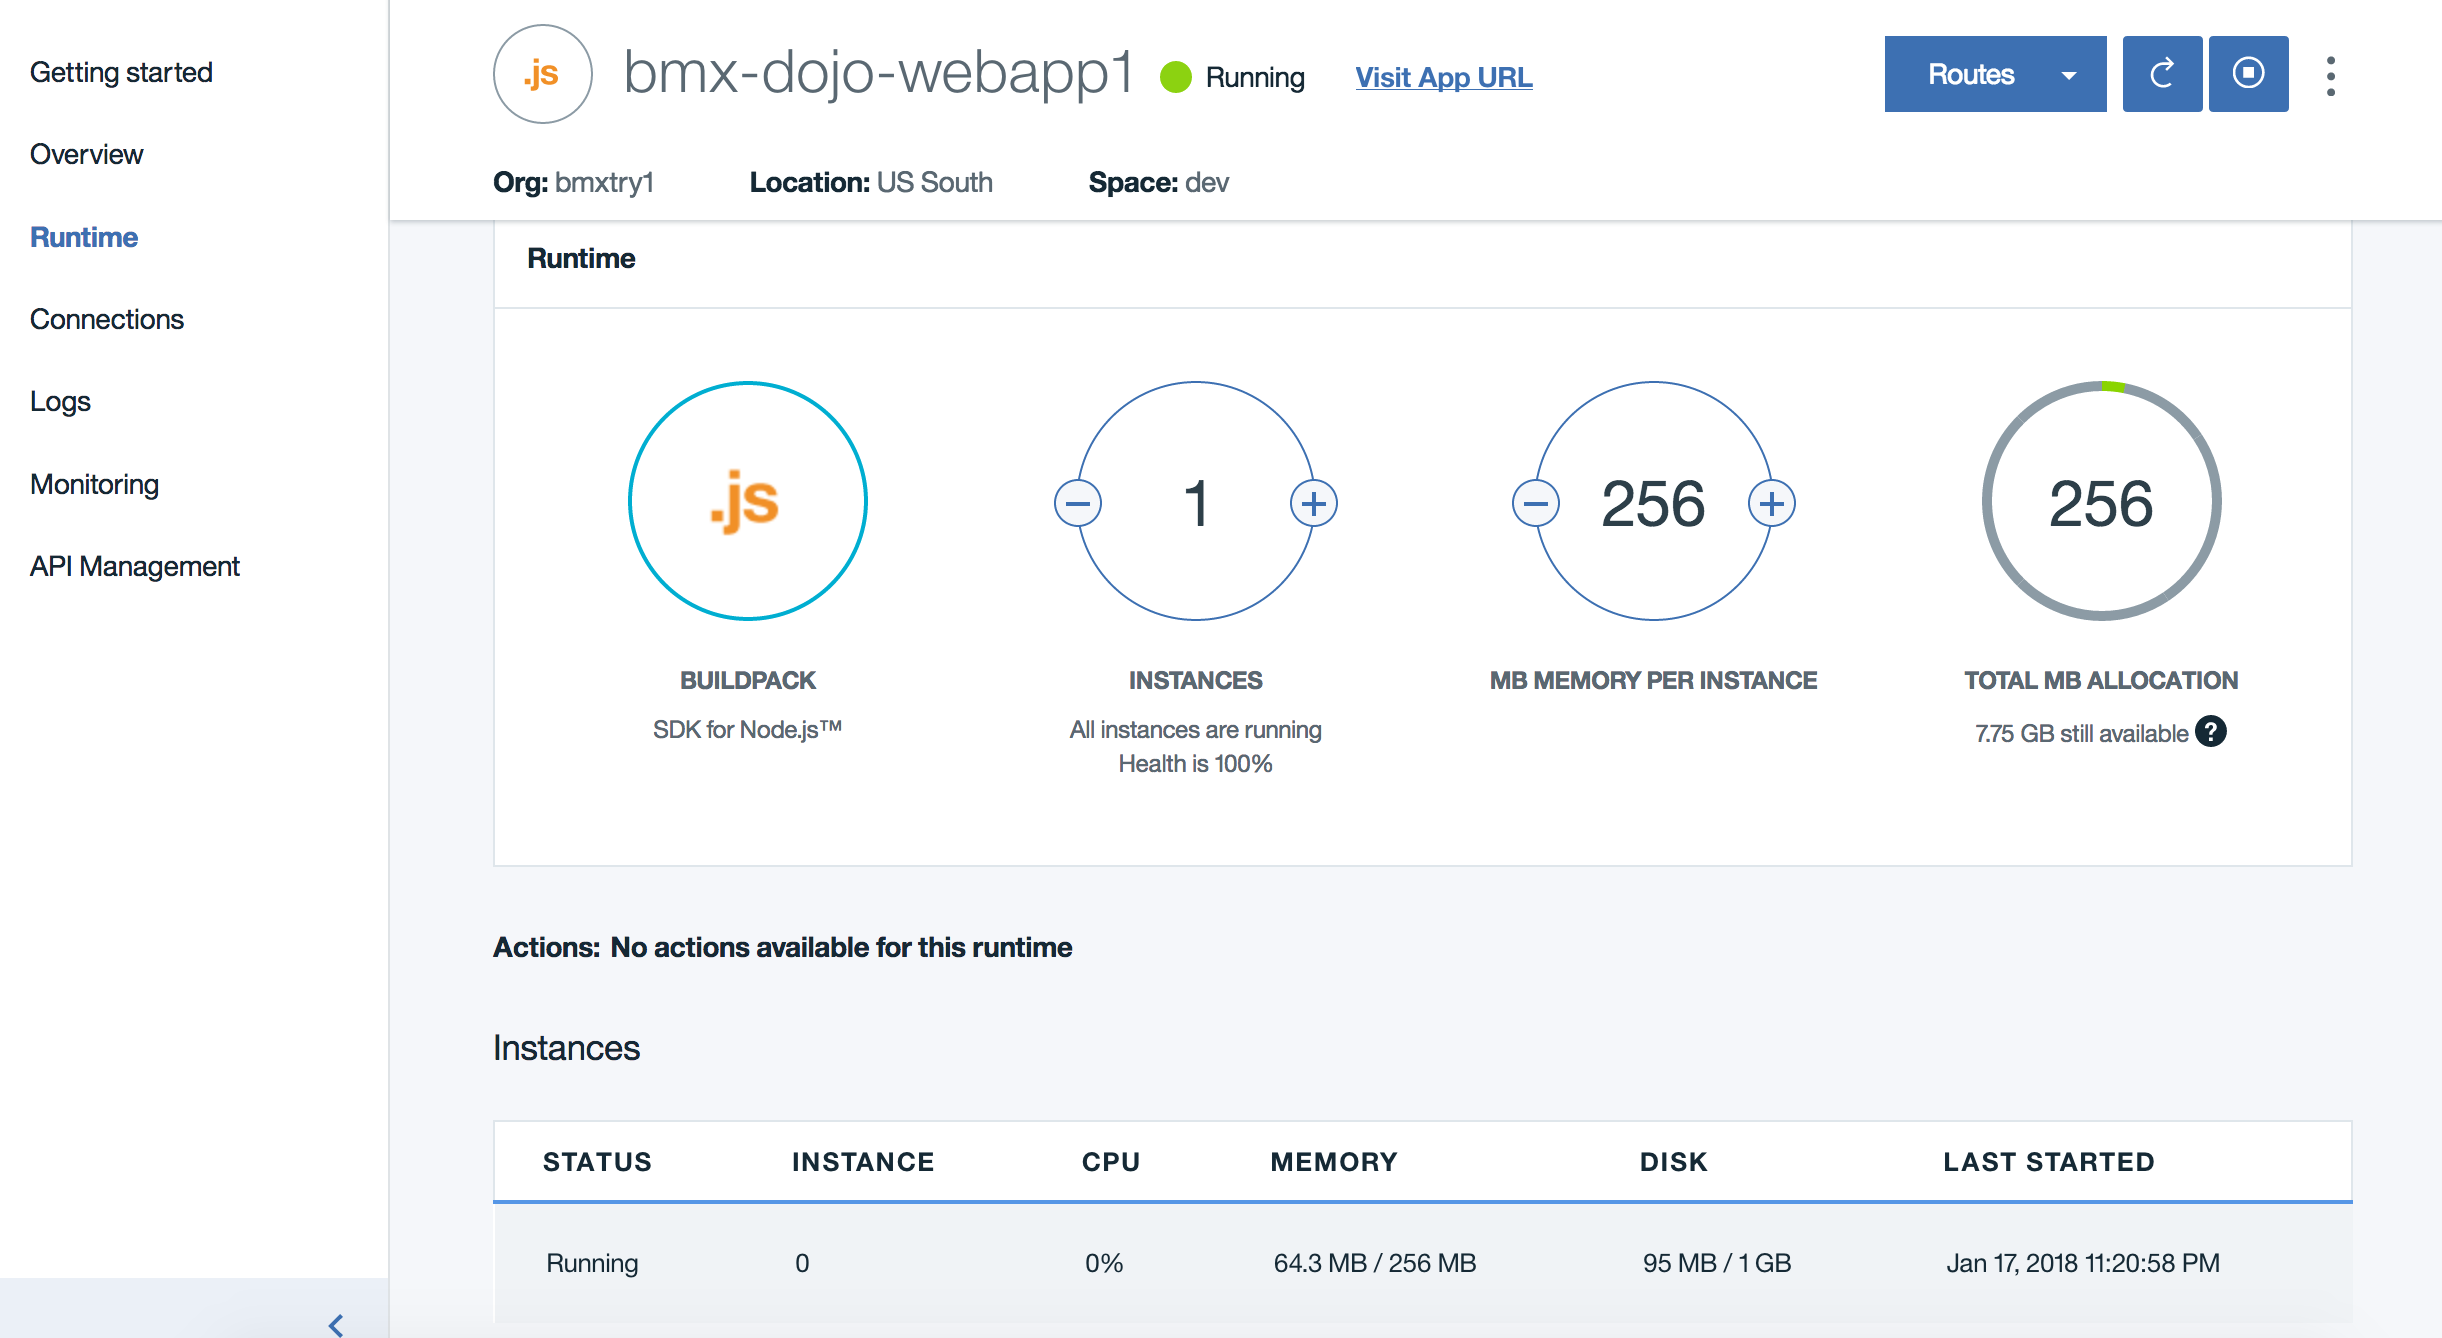 Getting started
Overview
Runtime
Connections
Logs
Monitoring
API Management
.js
bmx-dojo-webapp1
Running
Visit App URL
Routes
Org: bmxtry1
Location: US South
Space: dev
Runtime
.js
1
256
256
BUILDPACK
INSTANCES
MB MEMORY PER INSTANCE
TOTAL MB ALLOCATION
SDK for Node.js™
All instances are running
Health is 100%
7.75 GB still available ?
Actions: No actions available for this runtime
Instances
STATUS INSTANCE CPU MEMORY DISK LAST STARTED
Running 0 0% 64.3 MB / 256 MB 95 MB / 1 GB Jan 17, 2018 11:20:58 PM